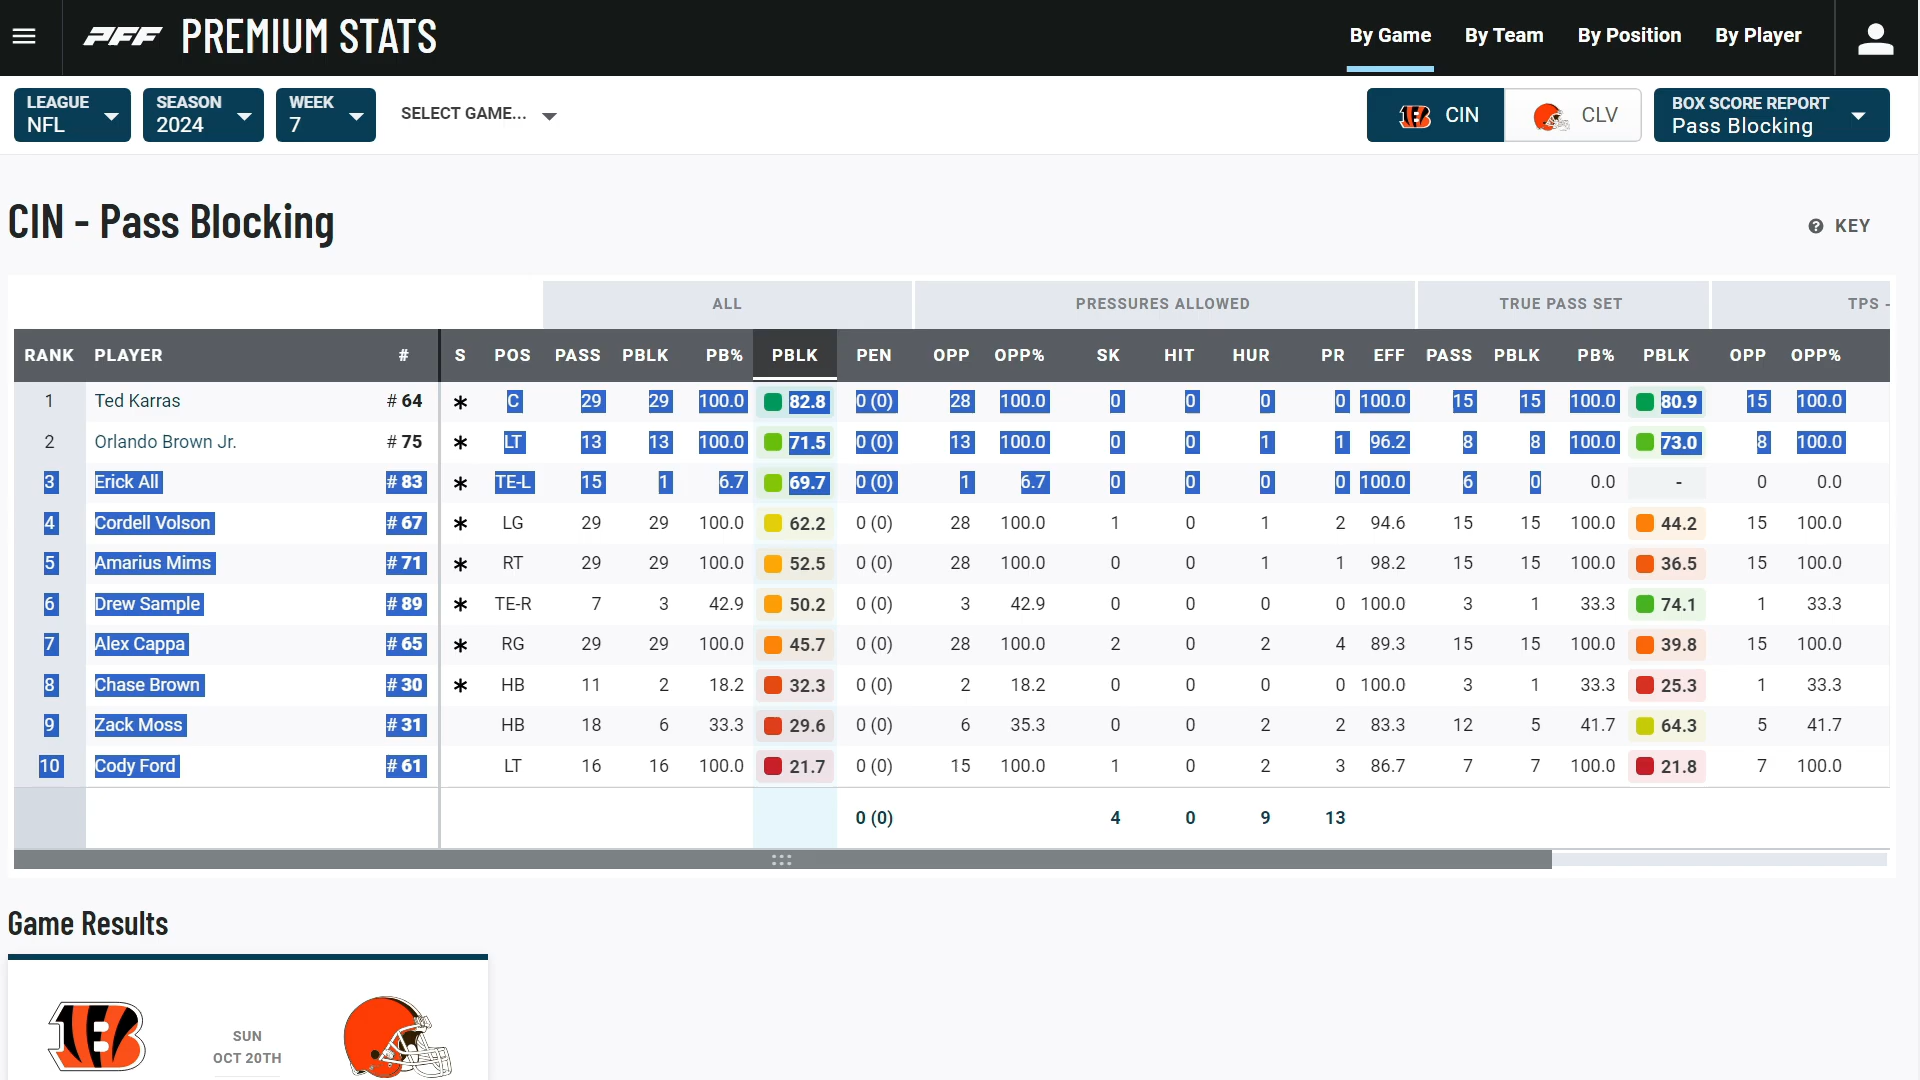 PFF PREMIUM STATS By Game By Team By Position By Player
LEAGUE NFL SEASON 2024 WEEK 7 SELECT GAME... CIN CLV BOX SCORE REPORT Pass Blocking
CIN - Pass Blocking
? KEY
ALL PRESSURES ALLOWED TRUE PASS SET TPS -
RANK PLAYER # S POS PASS PBLK PB% PBLK PEN OPP OPP% SK HIT HUR PR EFF PASS PBLK PB% PBLK OPP OPP%
1 Ted Karras # 64 * C 29 29 100.0 82.8 0 (0) 28 100.0 0 0 0 0 100.0 15 15 100.0 80.9 15 100.0
2 Orlando Brown Jr. # 75 * LT 13 13 100.0 71.5 0 (0) 13 100.0 0 0 1 1 96.2 8 8 100.0 73.0 8 100.0
3 Erick All # 83 * TE-L 15 1 6.7 69.7 0 (0) 1 6.7 0 0 0 0 100.0 6 0 0.0 - 0 0.0
4 Cordell Volson # 67 * LG 29 29 100.0 62.2 0 (0) 28 100.0 1 0 1 2 94.6 15 15 100.0 44.2 15 100.0
5 Amarius Mims # 71 * RT 29 29 100.0 52.5 0 (0) 28 100.0 0 0 1 1 98.2 15 15 100.0 36.5 15 100.0
6 Drew Sample # 89 * TE-R 7 3 42.9 50.2 0 (0) 3 42.9 0 0 0 0 100.0 3 1 33.3 74.1 1 33.3
7 Alex Cappa # 65 * RG 29 29 100.0 45.7 0 (0) 28 100.0 2 0 2 4 89.3 15 15 100.0 39.8 15 100.0
8 Chase Brown # 30 * HB 11 2 18.2 32.3 0 (0) 2 18.2 0 0 0 0 100.0 3 1 33.3 25.3 1 33.3
9 Zack Moss # 31 HB 18 6 33.3 29.6 0 (0) 6 35.3 0 0 2 2 83.3 12 5 41.7 64.3 5 41.7
10 Cody Ford # 61 LT 16 16 100.0 21.7 0 (0) 15 100.0 1 0 2 3 86.7 7 7 100.0 21.8 7 100.0
0 (0) 4 0 9 13
Game Results
SUN
OCT 20TH